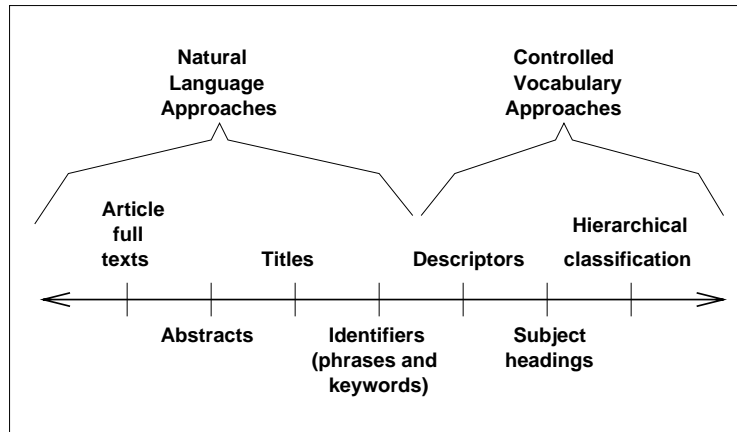 Natural
Language
Approaches
Controlled
Vocabulary
Approaches
Article
full
texts
Titles
Descriptors
Hierarchical
classification
Abstracts
Identifiers
(phrases and
keywords)
Subject
headings